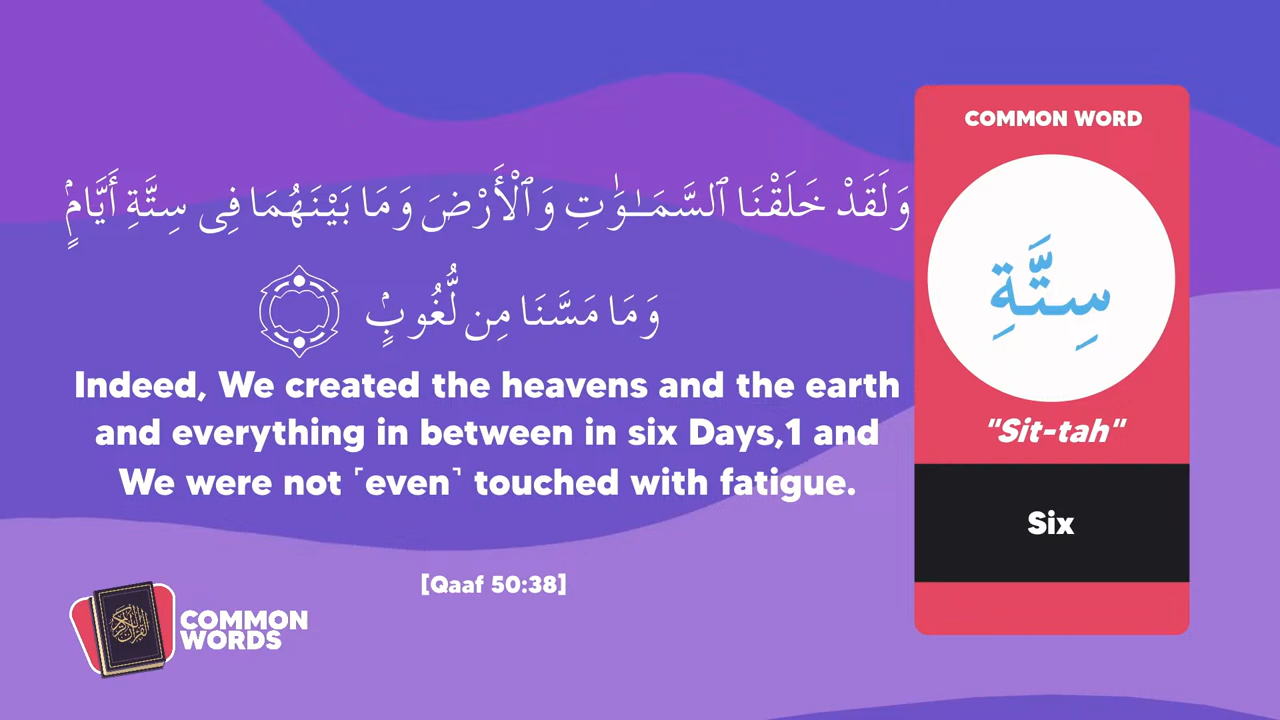 وَلَقَدْ خَلَقْنَا ٱلسَّمَـٰوَٰتِ وَٱلْأَرْضَ وَمَا بَيْنَهُمَا فِى سِتَّةِ أَيَّامٍۢ
وَمَا مَسَّنَا مِن لُّغُوبٍۢ
Indeed, We created the heavens and the earth
and everything in between in six Days,1 and
We were not ˹even˺ touched with fatigue.
[Qaaf 50:38]
COMMON WORD
سِتَّةِ
"Sit-tah"
Six
COMMON
WORDS